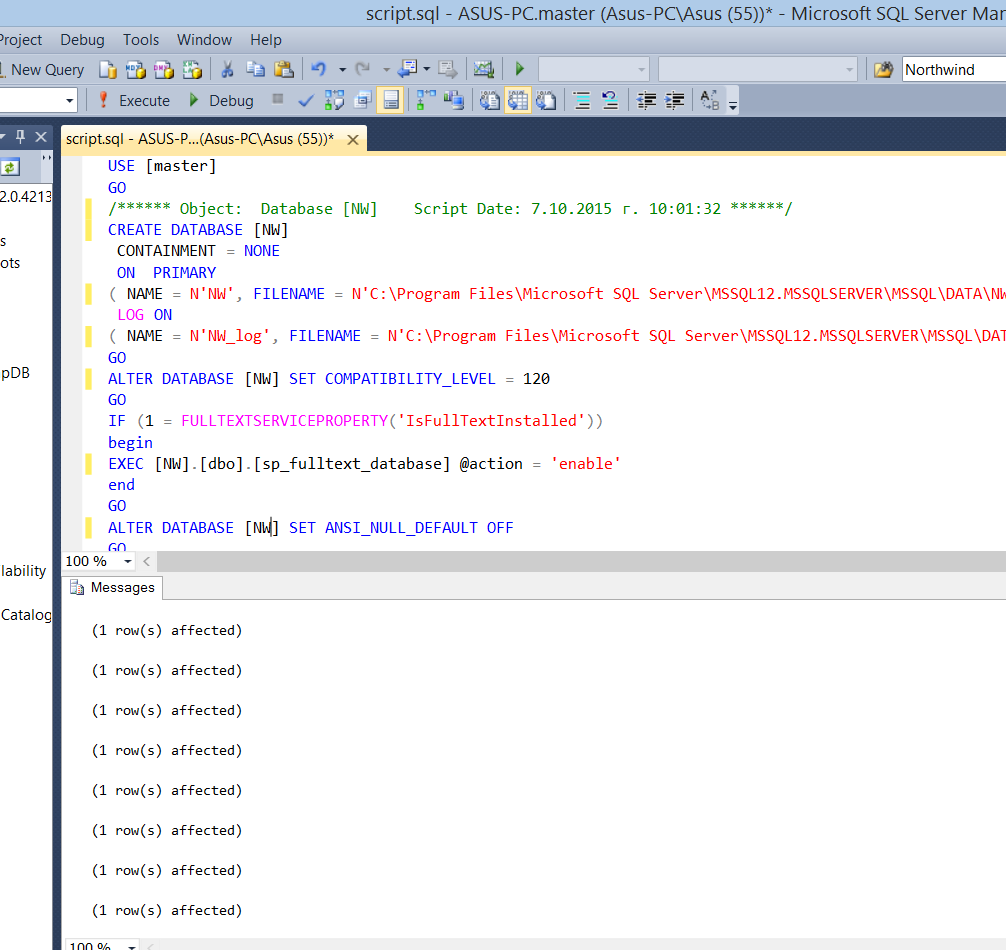 script.sql - ASUS-PC.master (Asus-PC\Asus (55))* - Microsoft SQL Server Man
Project Debug Tools Window Help
New Query Northwind
Execute Debug
script.sql - ASUS-P...(Asus-PC\Asus (55))*
2.0.4213
s
ots
pDB
lability
Catalog
USE [master]
GO
/****** Object:  Database [NW]    Script Date: 7.10.2015 г. 10:01:32 ******/
CREATE DATABASE [NW]
 CONTAINMENT = NONE
 ON  PRIMARY
( NAME = N'NW', FILENAME = N'C:\Program Files\Microsoft SQL Server\MSSQL12.MSSQLSERVER\MSSQL\DATA\NW
 LOG ON
( NAME = N'NW_log', FILENAME = N'C:\Program Files\Microsoft SQL Server\MSSQL12.MSSQLSERVER\MSSQL\DAT
GO
ALTER DATABASE [NW] SET COMPATIBILITY_LEVEL = 120
GO
IF (1 = FULLTEXTSERVICEPROPERTY('IsFullTextInstalled'))
begin
EXEC [NW].[dbo].[sp_fulltext_database] @action = 'enable'
end
GO
ALTER DATABASE [NW] SET ANSI_NULL_DEFAULT OFF
GO
100 %
Messages
(1 row(s) affected)
(1 row(s) affected)
(1 row(s) affected)
(1 row(s) affected)
(1 row(s) affected)
(1 row(s) affected)
(1 row(s) affected)
(1 row(s) affected)
100 %